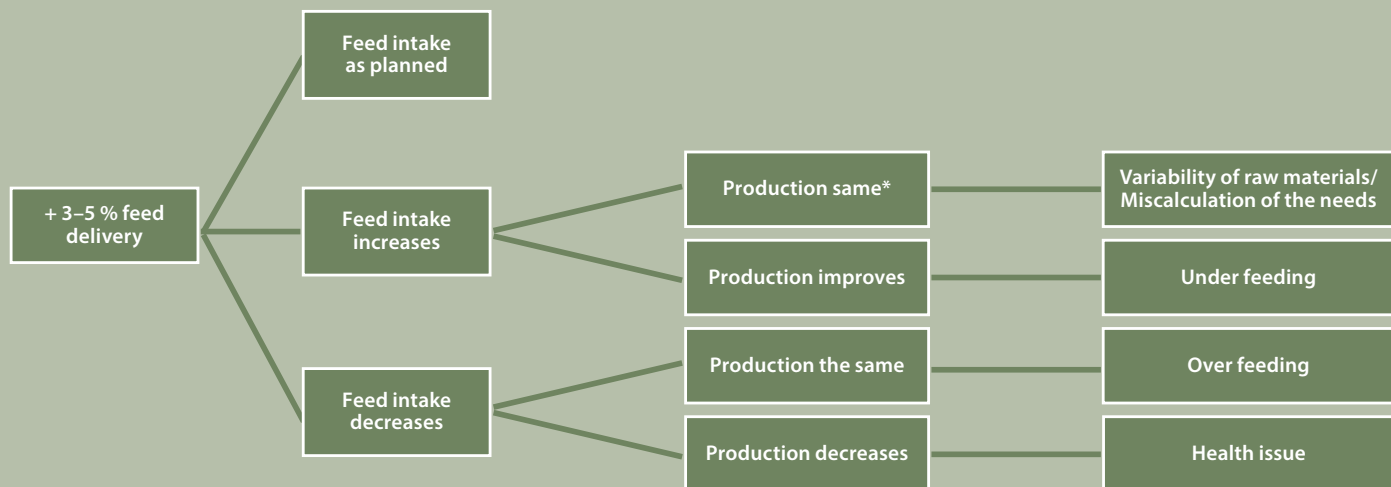 Feed intake
as planned
+ 3–5 % feed
delivery
Feed intake
increases
Feed intake
decreases
Production same*
Production improves
Production the same
Production decreases
Variability of raw materials/
Miscalculation of the needs
Under feeding
Over feeding
Health issue